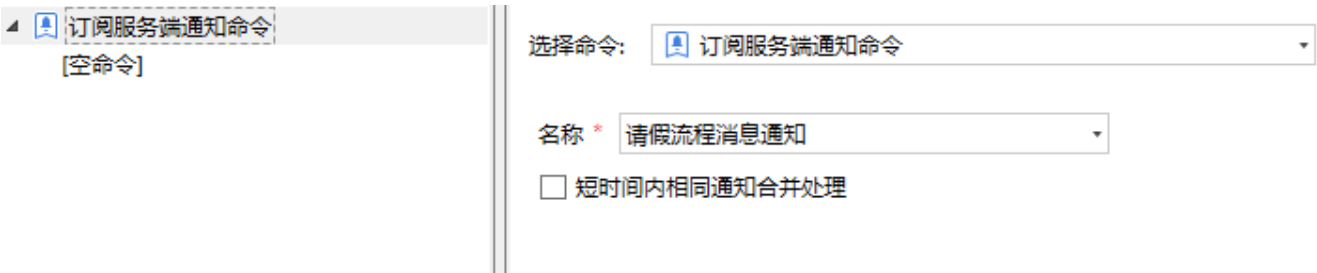 订阅服务端通知命令
[空命令]
选择命令: 订阅服务端通知命令
名称 * 请假流程消息通知
短时间内相同通知合并处理